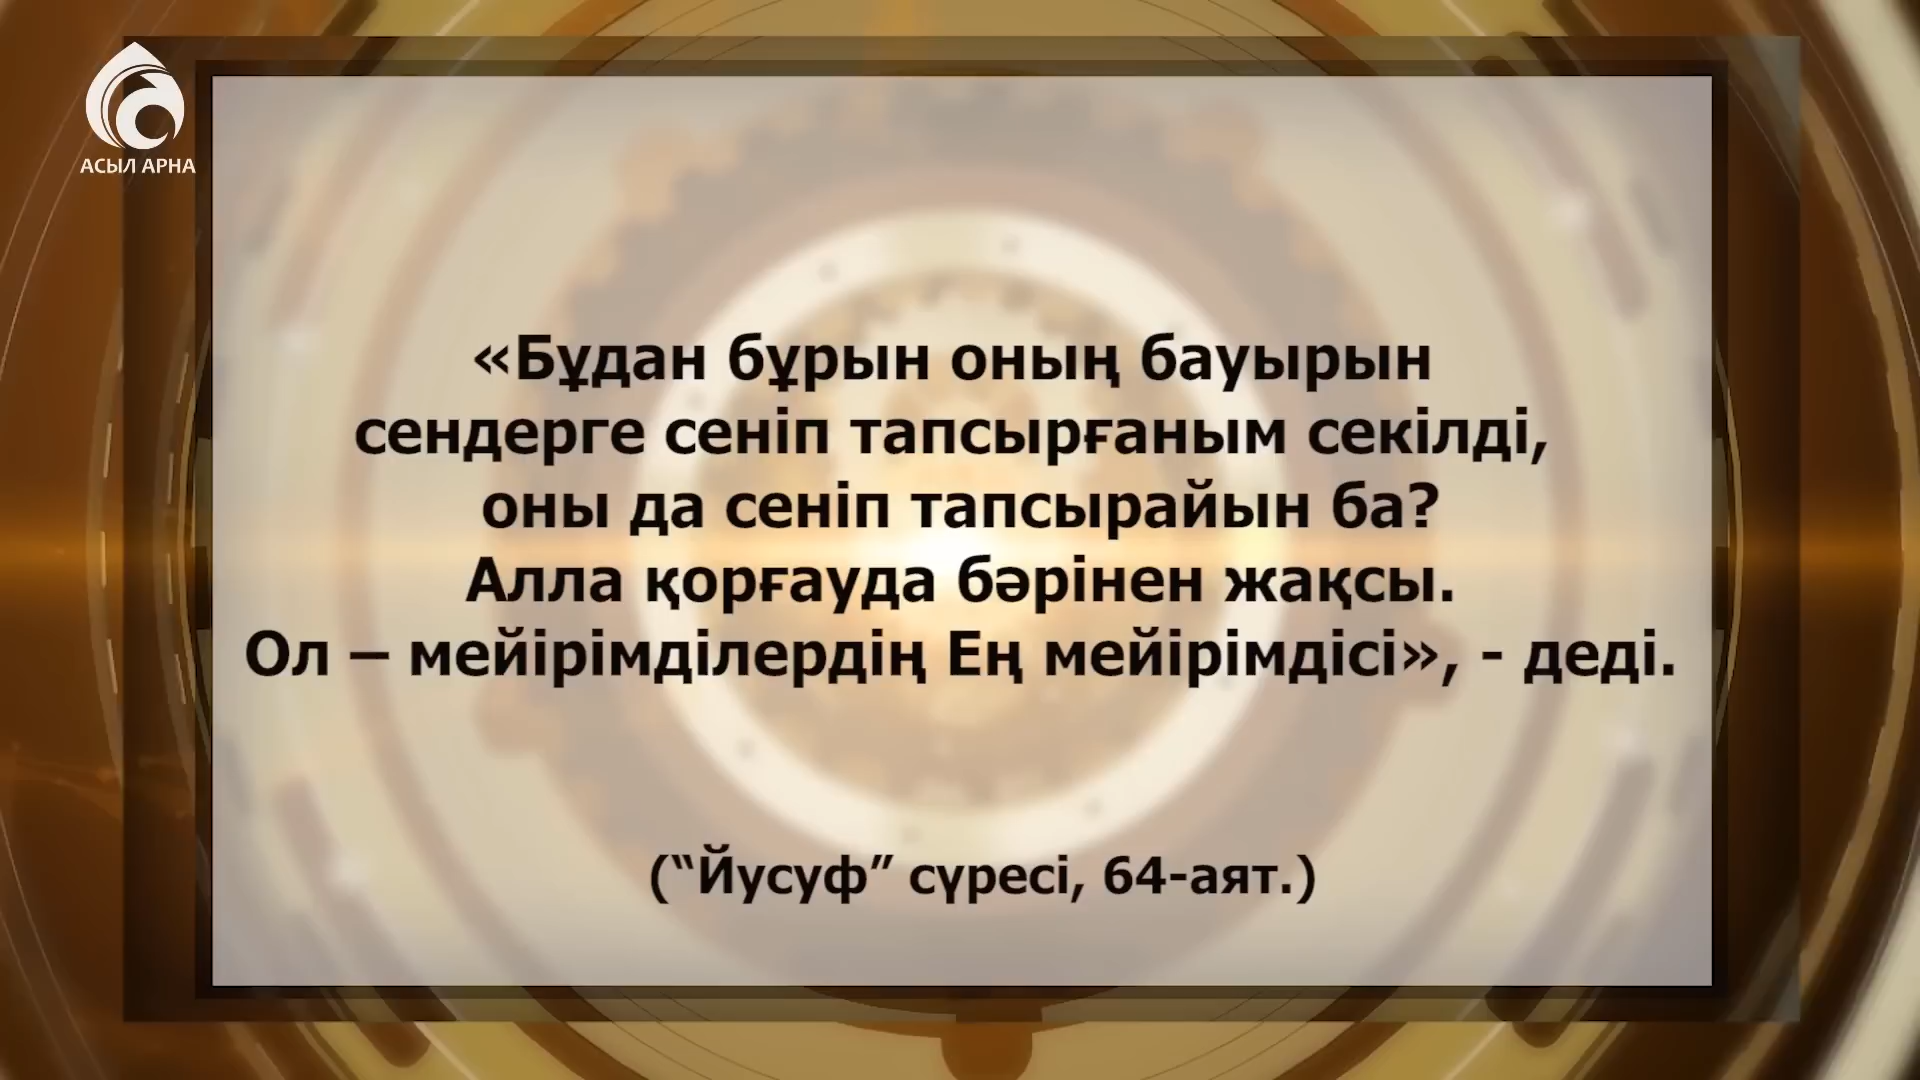 АСЫЛ АРНА
«Бұдан бұрын оның бауырын
сендерге сеніп тапсырғаным секілді,
оны да сеніп тапсырайын ба?
Алла қорғауда бәрінен жақсы.
Ол – мейірімділердің Ең мейірімдісі», - деді.
(“Йусуф” сүресі, 64-аят.)